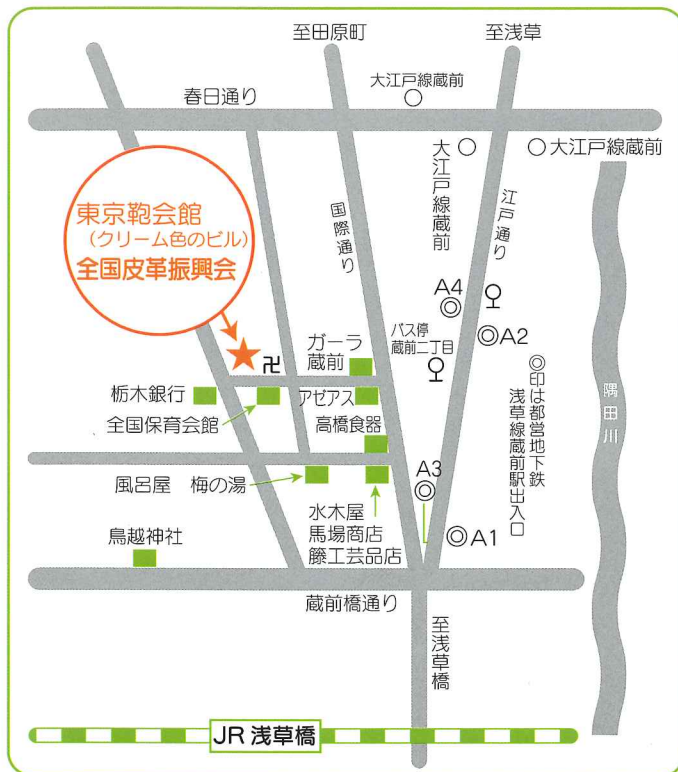 至田原町
至浅草
大江戸線蔵前
春日通り
大江戸線蔵前
大江戸線蔵前
東京鞄会館
（クリーム色のビル）
全国皮革振興会
国際通り
江戸通り
A4
A2
バス停
蔵前二丁目
ガーラ
蔵前
卍
栃木銀行
アゼアス
全国保育会館
高橋食器
◎印は都営地下鉄
浅草線蔵前駅出入口
隅田川
風呂屋 梅の湯
A3
水木屋
馬場商店
籐工芸品店
A1
鳥越神社
蔵前橋通り
至浅草橋
JR 浅草橋